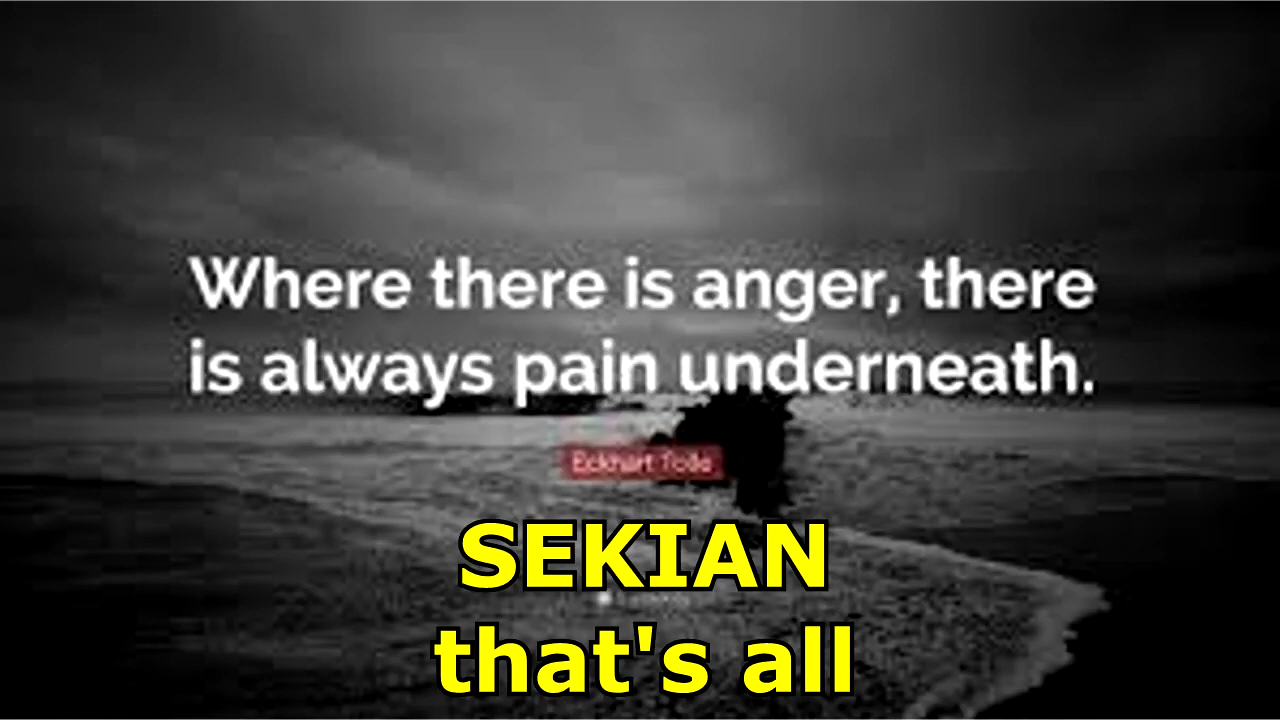 Where there is anger, there
is always pain underneath.
Eckhart Tolle
SEKIAN
that's all